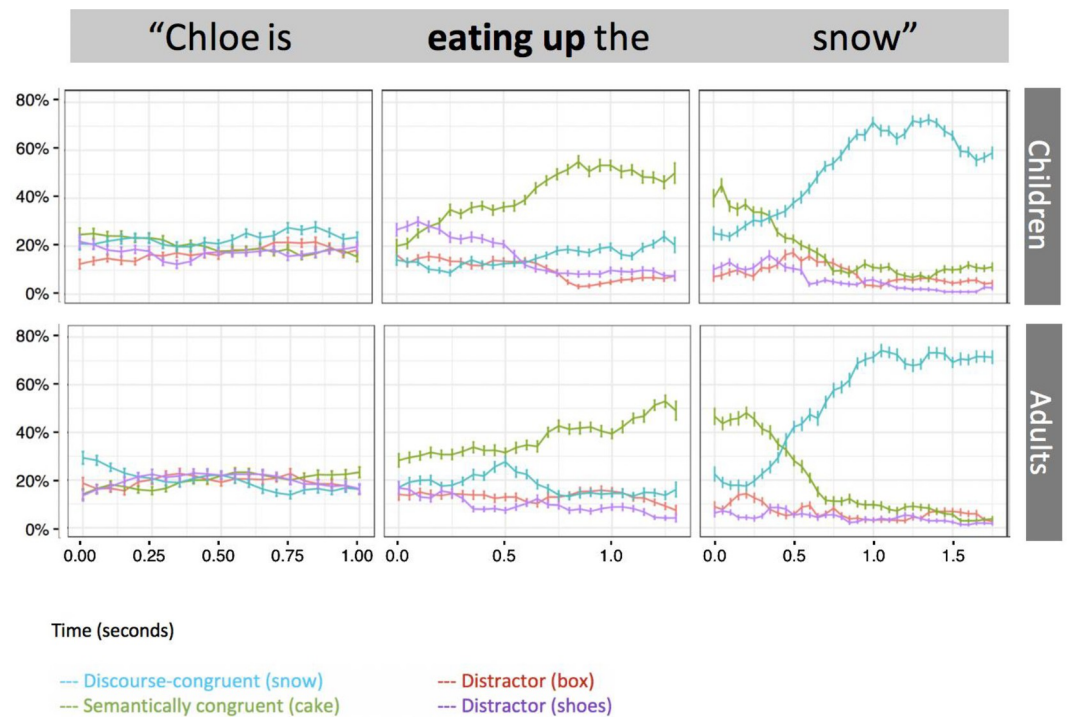 “Chloe is eating up the snow”
80%
60%
40%
20%
0%
Children
80%
60%
40%
20%
0%
Adults
0.00 0.25 0.50 0.75 1.00 0.0 0.5 1.0 0.0 0.5 1.0 1.5
Time (seconds)
--- Discourse-congruent (snow) --- Distractor (box)
--- Semantically congruent (cake) --- Distractor (shoes)